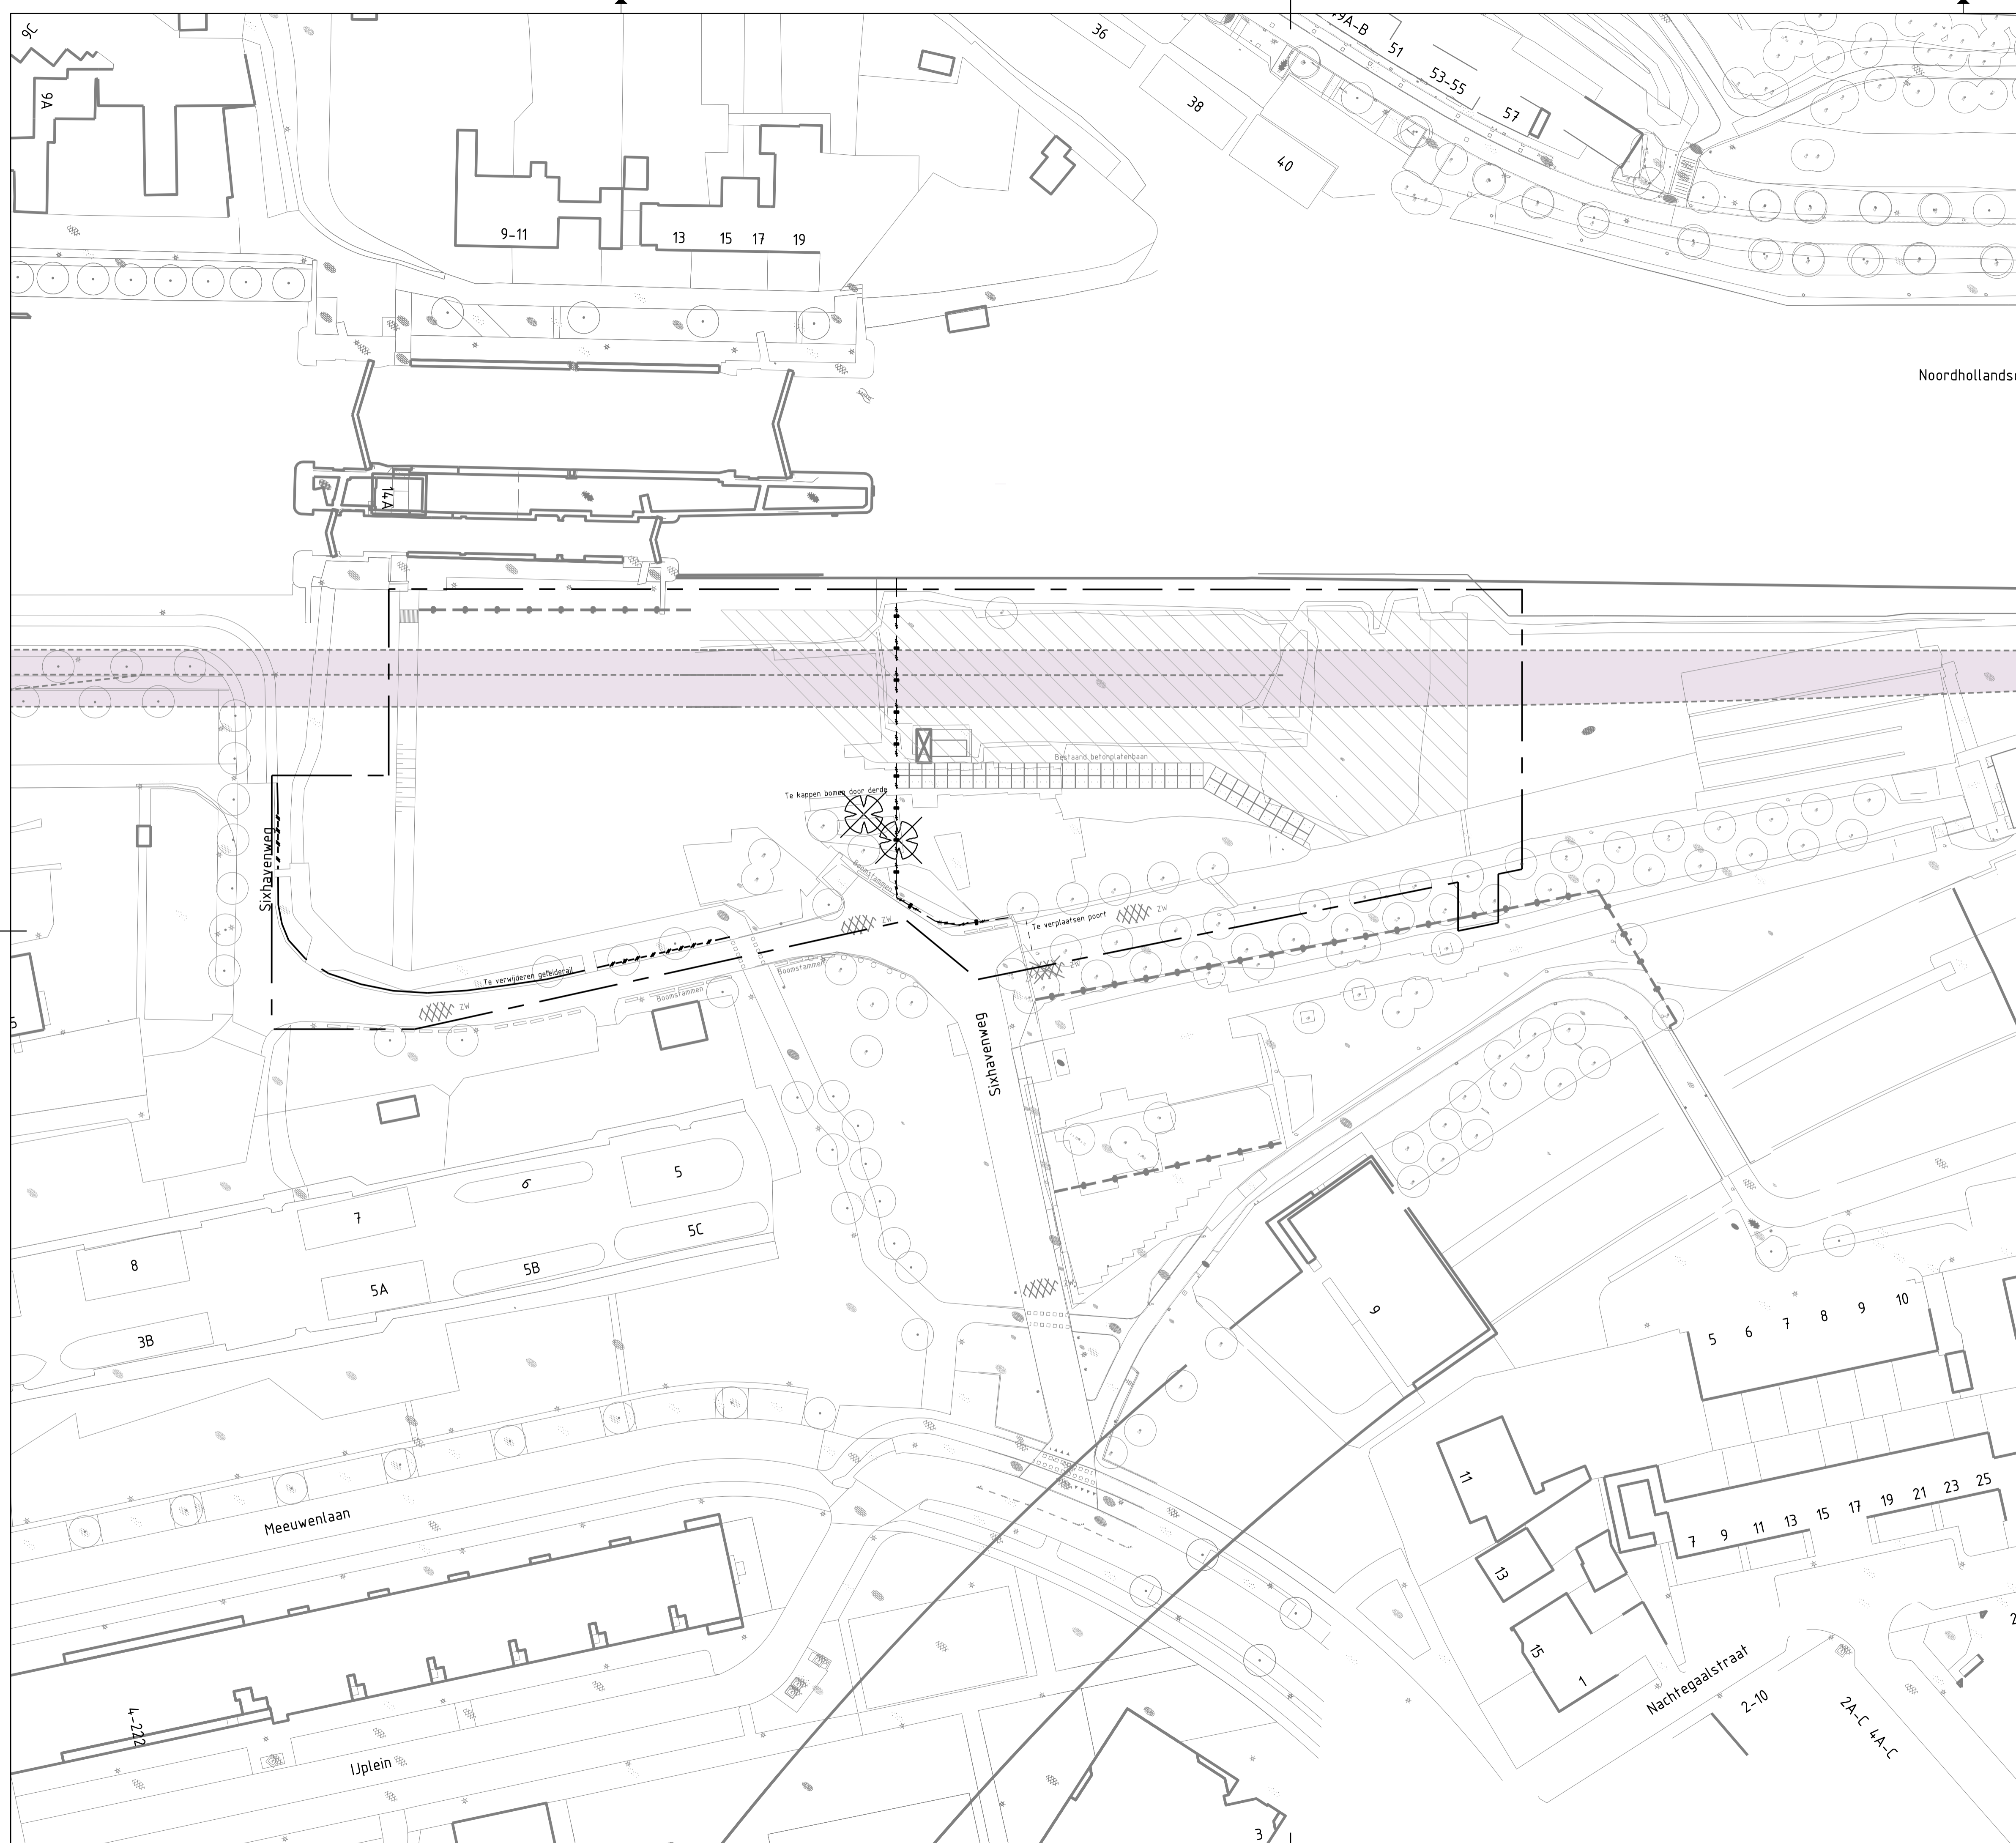 9C
9A
36
38
40
49A-B
51
53-55
57
9-11
13
15
17
19
Noordhollands
14A
Bestaand betonplatenbaan
Te kappen bomen door derde
Boomstammen
Sixhavenweg
ZW
Te verplaatsen poort
ZW
Te verwijderen geleiderail
ZW
Boomstammen
Boomstammen
ZW
Sixhavenweg
5
6
5
7
5C
8
5B
5A
3B
ZW
9
5
6
7
8
9
10
11
13
15
1
7
9
11
13
15
17
19
21
23
25
Meeuwenlaan
4-222
IJplein
Nachtegaalstraat
2-10
2A-C
4A-C
2
3